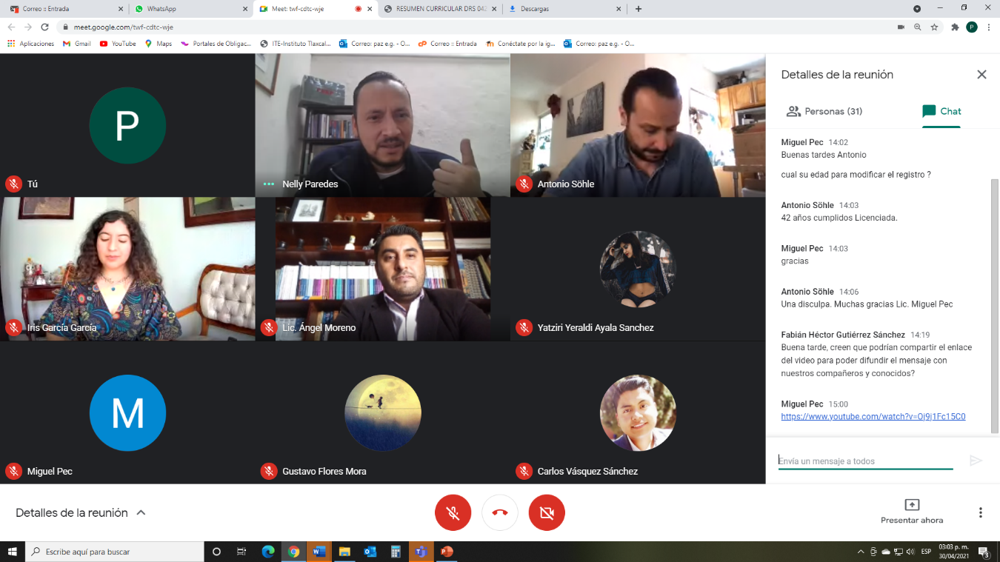 Correo :: Entrada
WhatsApp
Meet: twf-cdtc-wje
RESUMEN CURRICULAR DRS 042
Descargas
meet.google.com/twf-cdtc-wje
P
Aplicaciones
Gmail
YouTube
Maps
Portales de Obligac...
ITE-Instituto Tlaxcal...
Correo: paz e.g. - O...
Correo :: Entrada
Conéctate por la ig...
Correo: paz e.g. - O...
P
Tú
Nelly Paredes
Antonio Söhle
Iris García García
Lic. Ángel Moreno
Yatziri Yeraldi Ayala Sanchez
M
Miguel Pec
Gustavo Flores Mora
Carlos Vásquez Sánchez
Detalles de la reunión
Personas (31)
Chat
Miguel Pec 14:02
Buenas tardes Antonio
cual su edad para modificar el registro ?
Antonio Söhle 14:03
42 años cumplidos Licenciada.
Miguel Pec 14:03
gracias
Antonio Söhle 14:06
Una disculpa. Muchas gracias Lic. Miguel Pec
Fabián Héctor Gutiérrez Sánchez 14:19
Buena tarde, creen que podrían compartir el enlace
del video para poder difundir el mensaje con
nuestros compañeros y conocidos?
Miguel Pec 15:00
https://www.youtube.com/watch?v=Oj9j1Fc15C0
Envía un mensaje a todos
Detalles de la reunión
Presentar ahora
Escribe aquí para buscar
ESP
03:03 p. m.
30/04/2021
3